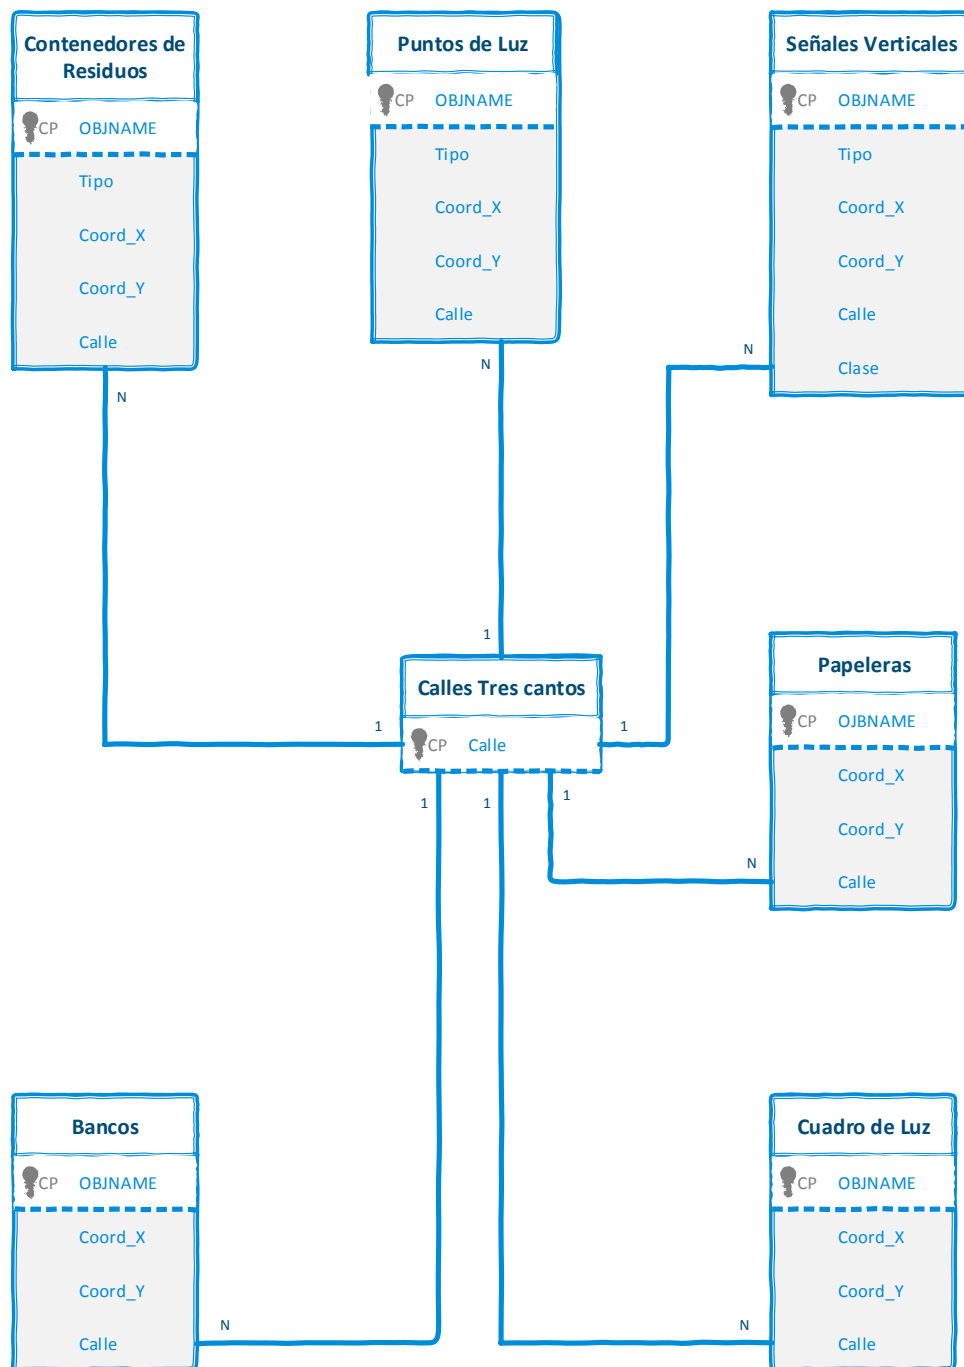 Contenedores de
Residuos
CP OBJNAME
Tipo
Coord_X
Coord_Y
Calle
N
Puntos de Luz
CP OBJNAME
Tipo
Coord_X
Coord_Y
Calle
N
Señales Verticales
CP OBJNAME
Tipo
Coord_X
Coord_Y
Calle
Clase
N
1
Calles Tres cantos
CP Calle
1
1
1
1
1
Papeleras
CP OJBNAME
Coord_X
Coord_Y
Calle
N
Bancos
CP OBJNAME
Coord_X
Coord_Y
Calle
N
Cuadro de Luz
CP OBJNAME
Coord_X
Coord_Y
Calle
N